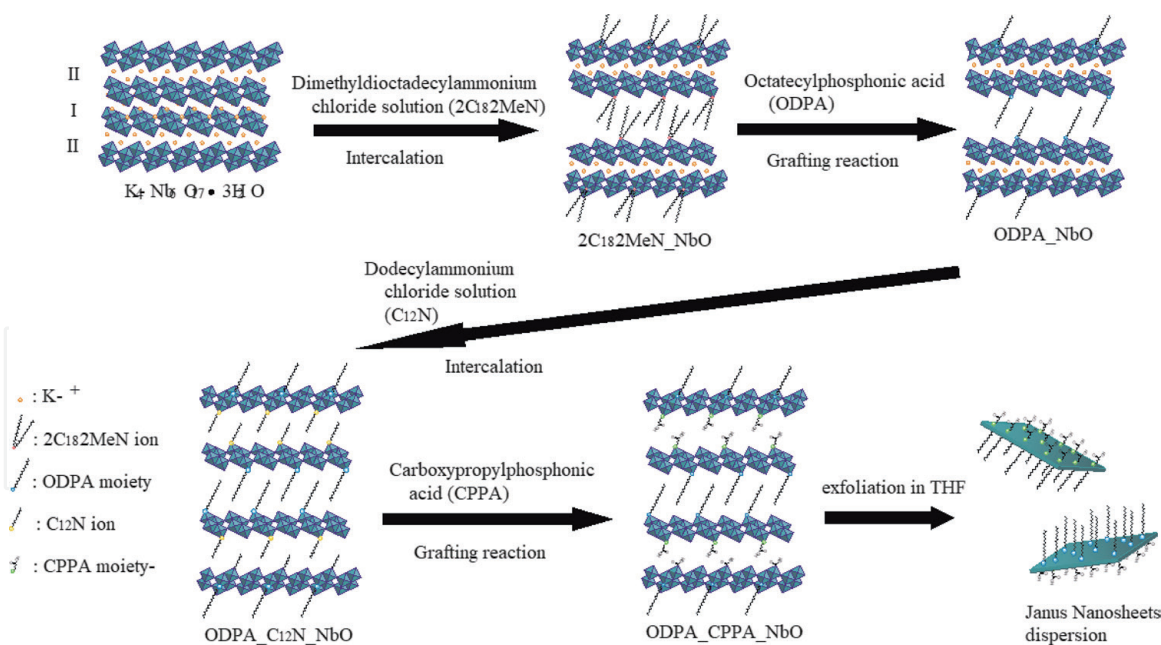 II
I
II
K4 Nb6 O17 • 3H2 O
Dimethyldioctadecylammonium
chloride solution (2C182MeN)
Intercalation
2C182MeN_NbO
Octatecylphosphonic acid
(ODPA)
Grafting reaction
ODPA_NbO
Dodecylammonium
chloride solution
(C12N)
Intercalation
: K- +
: 2C182MeN ion
: ODPA moiety
: C12N ion
: CPPA moiety-
ODPA_C12N_NbO
Carboxypropylphosphonic
acid (CPPA)
Grafting reaction
ODPA_CPPA_NbO
exfoliation in THF
Janus Nanosheets
dispersion